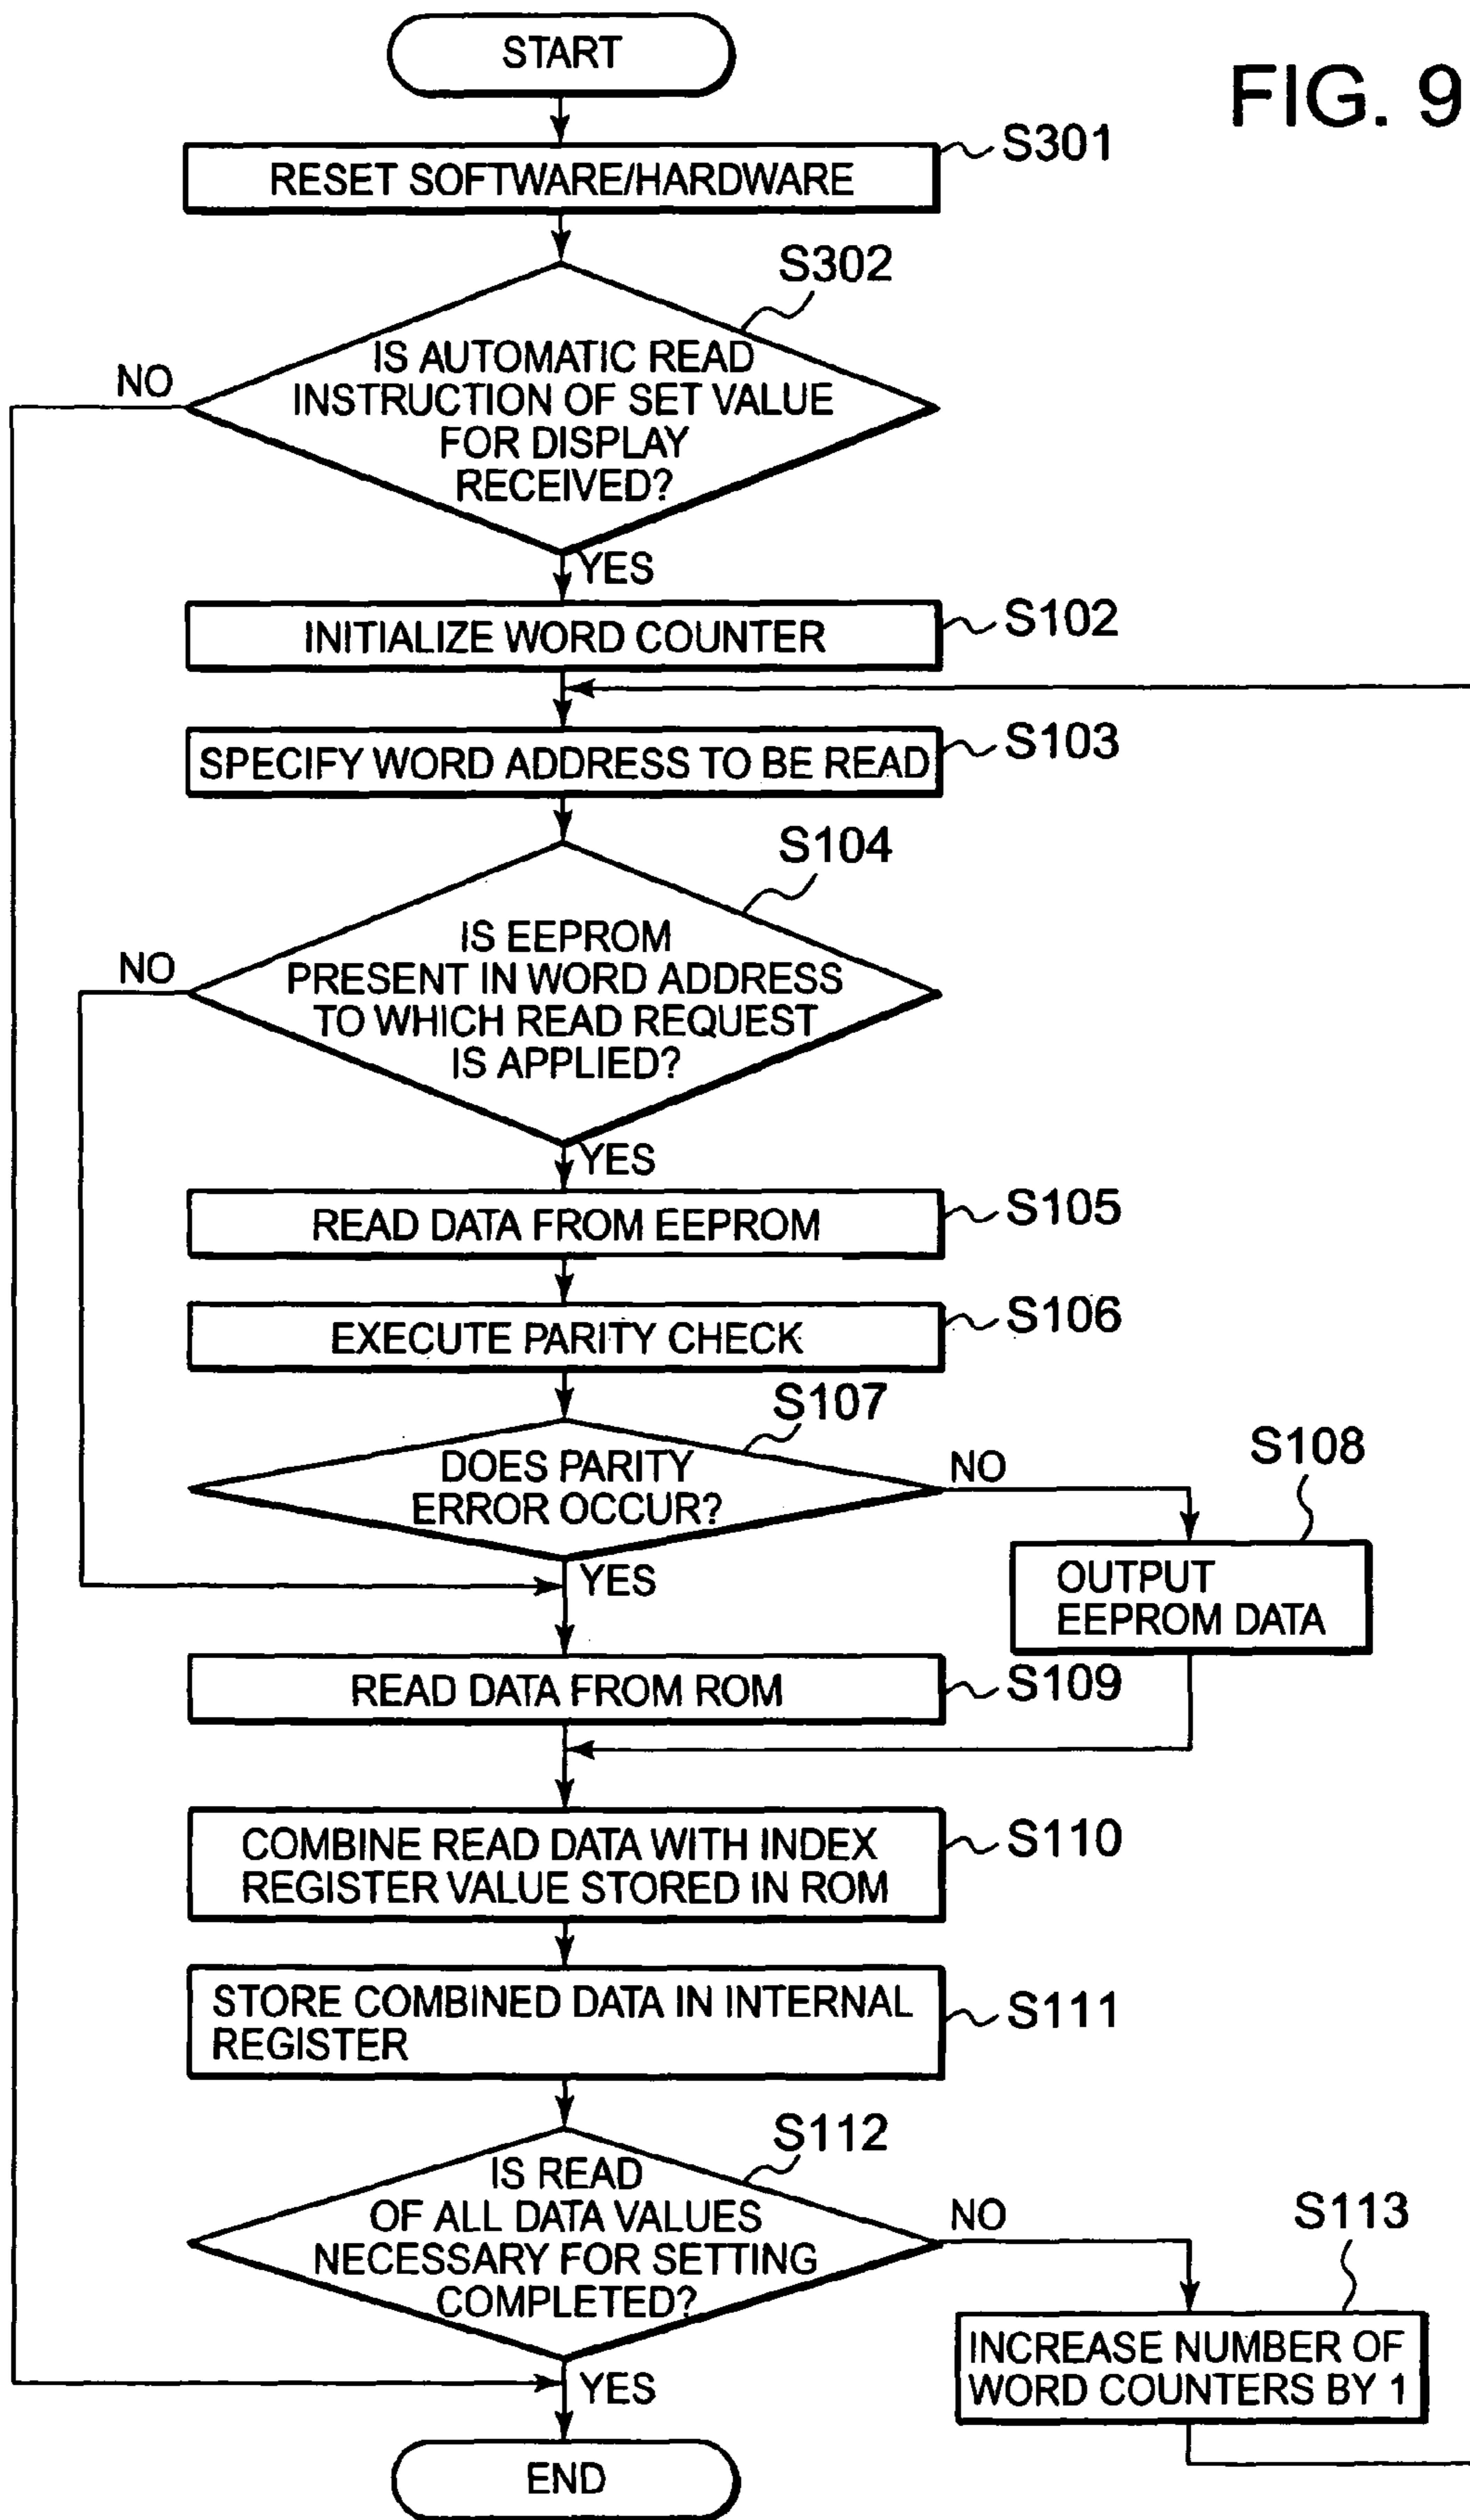 START
FIG. 9
RESET SOFTWARE/HARDWARE
S301
S302
IS AUTOMATIC READ
INSTRUCTION OF SET VALUE
FOR DISPLAY
RECEIVED?
NO
YES
INITIALIZE WORD COUNTER
S102
SPECIFY WORD ADDRESS TO BE READ
S103
S104
IS EEPROM
PRESENT IN WORD ADDRESS
TO WHICH READ REQUEST
IS APPLIED?
NO
YES
READ DATA FROM EEPROM
S105
EXECUTE PARITY CHECK
S106
S107
DOES PARITY
ERROR OCCUR?
NO
YES
S108
OUTPUT
EEPROM DATA
READ DATA FROM ROM
S109
COMBINE READ DATA WITH INDEX
REGISTER VALUE STORED IN ROM
S110
STORE COMBINED DATA IN INTERNAL
REGISTER
S111
S112
IS READ
OF ALL DATA VALUES
NECESSARY FOR SETTING
COMPLETED?
NO
YES
S113
INCREASE NUMBER OF
WORD COUNTERS BY 1
END